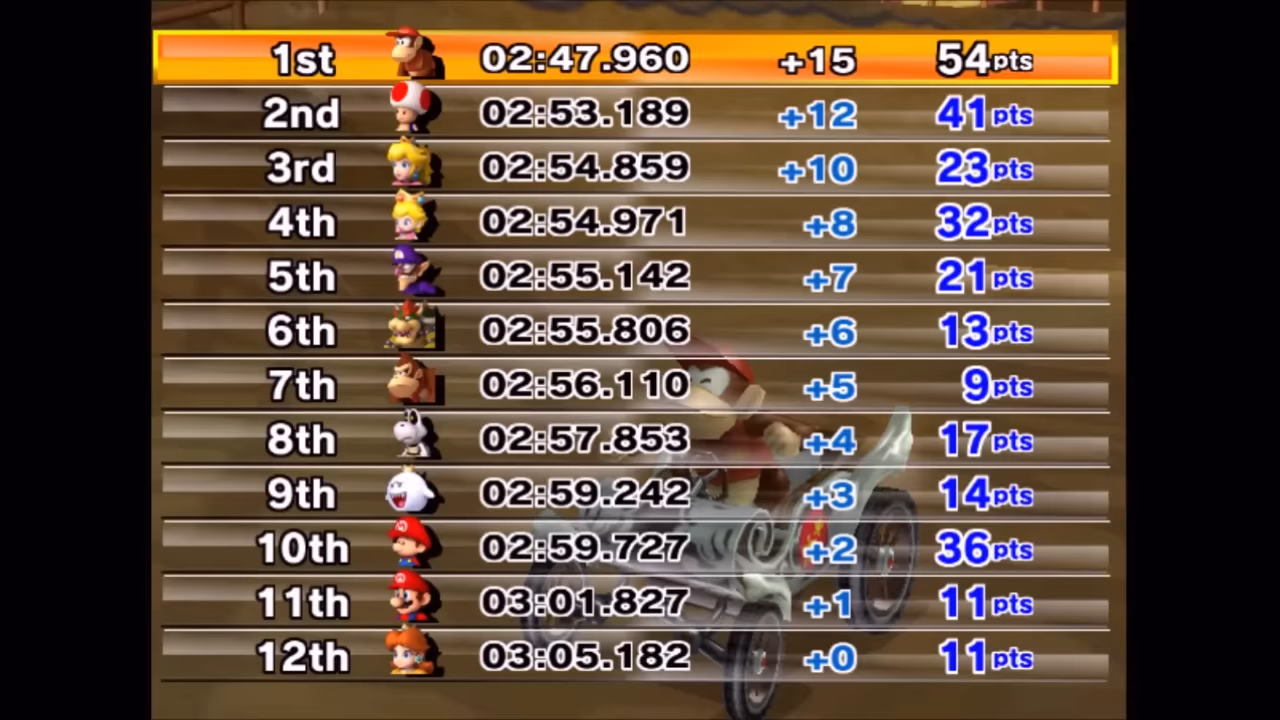 1st 02:47.960 +15 54pts
2nd 02:53.189 +12 41pts
3rd 02:54.859 +10 23pts
4th 02:54.971 +8 32pts
5th 02:55.142 +7 21pts
6th 02:55.806 +6 13pts
7th 02:56.110 +5 9pts
8th 02:57.853 +4 17pts
9th 02:59.242 +3 14pts
10th 02:59.727 +2 36pts
11th 03:01.827 +1 11pts
12th 03:05.182 +0 11pts